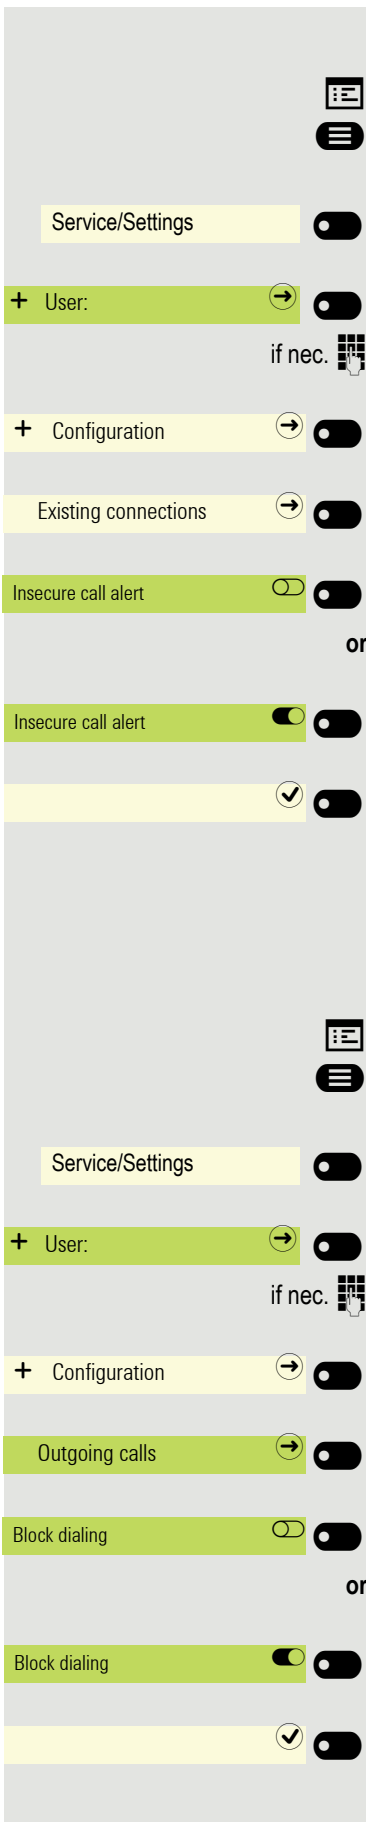 Service/Settings
+ User:
if nec.
+ Configuration
Existing connections
Insecure call alert
or
Insecure call alert
Service/Settings
+ User:
if nec.
+ Configuration
Outgoing calls
Block dialing
or
Block dialing